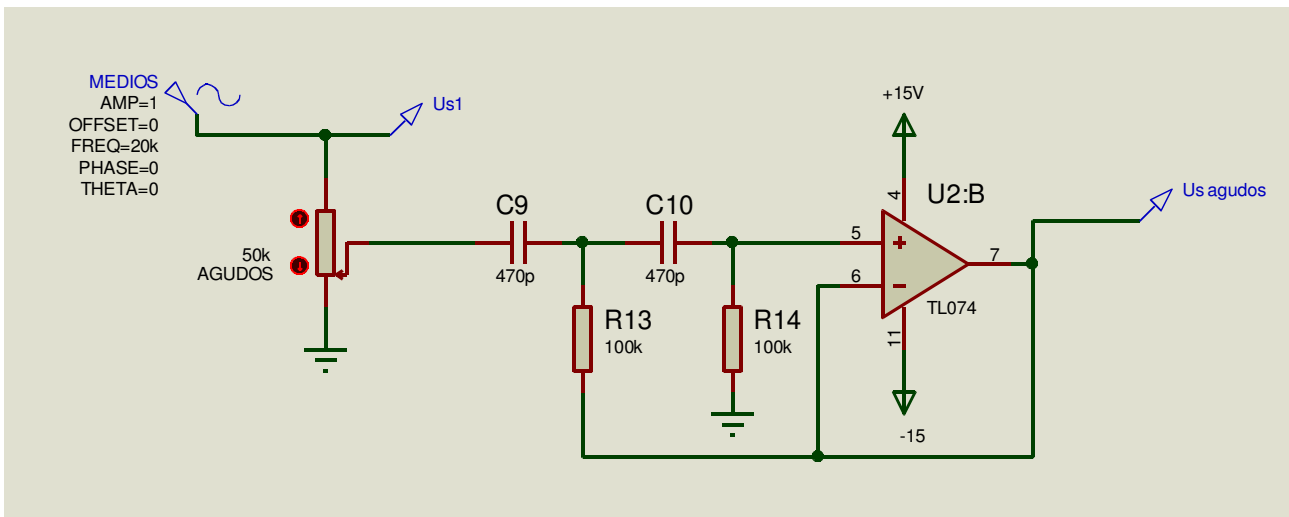 MEDIOS
AMP=1
OFFSET=0
FREQ=20k
PHASE=0
THETA=0
Us1
50k
AGUDOS
C9
470p
C10
470p
R13
100k
R14
100k
+15V
4
U2:B
5
6
7
TL074
11
-15
Us agudos